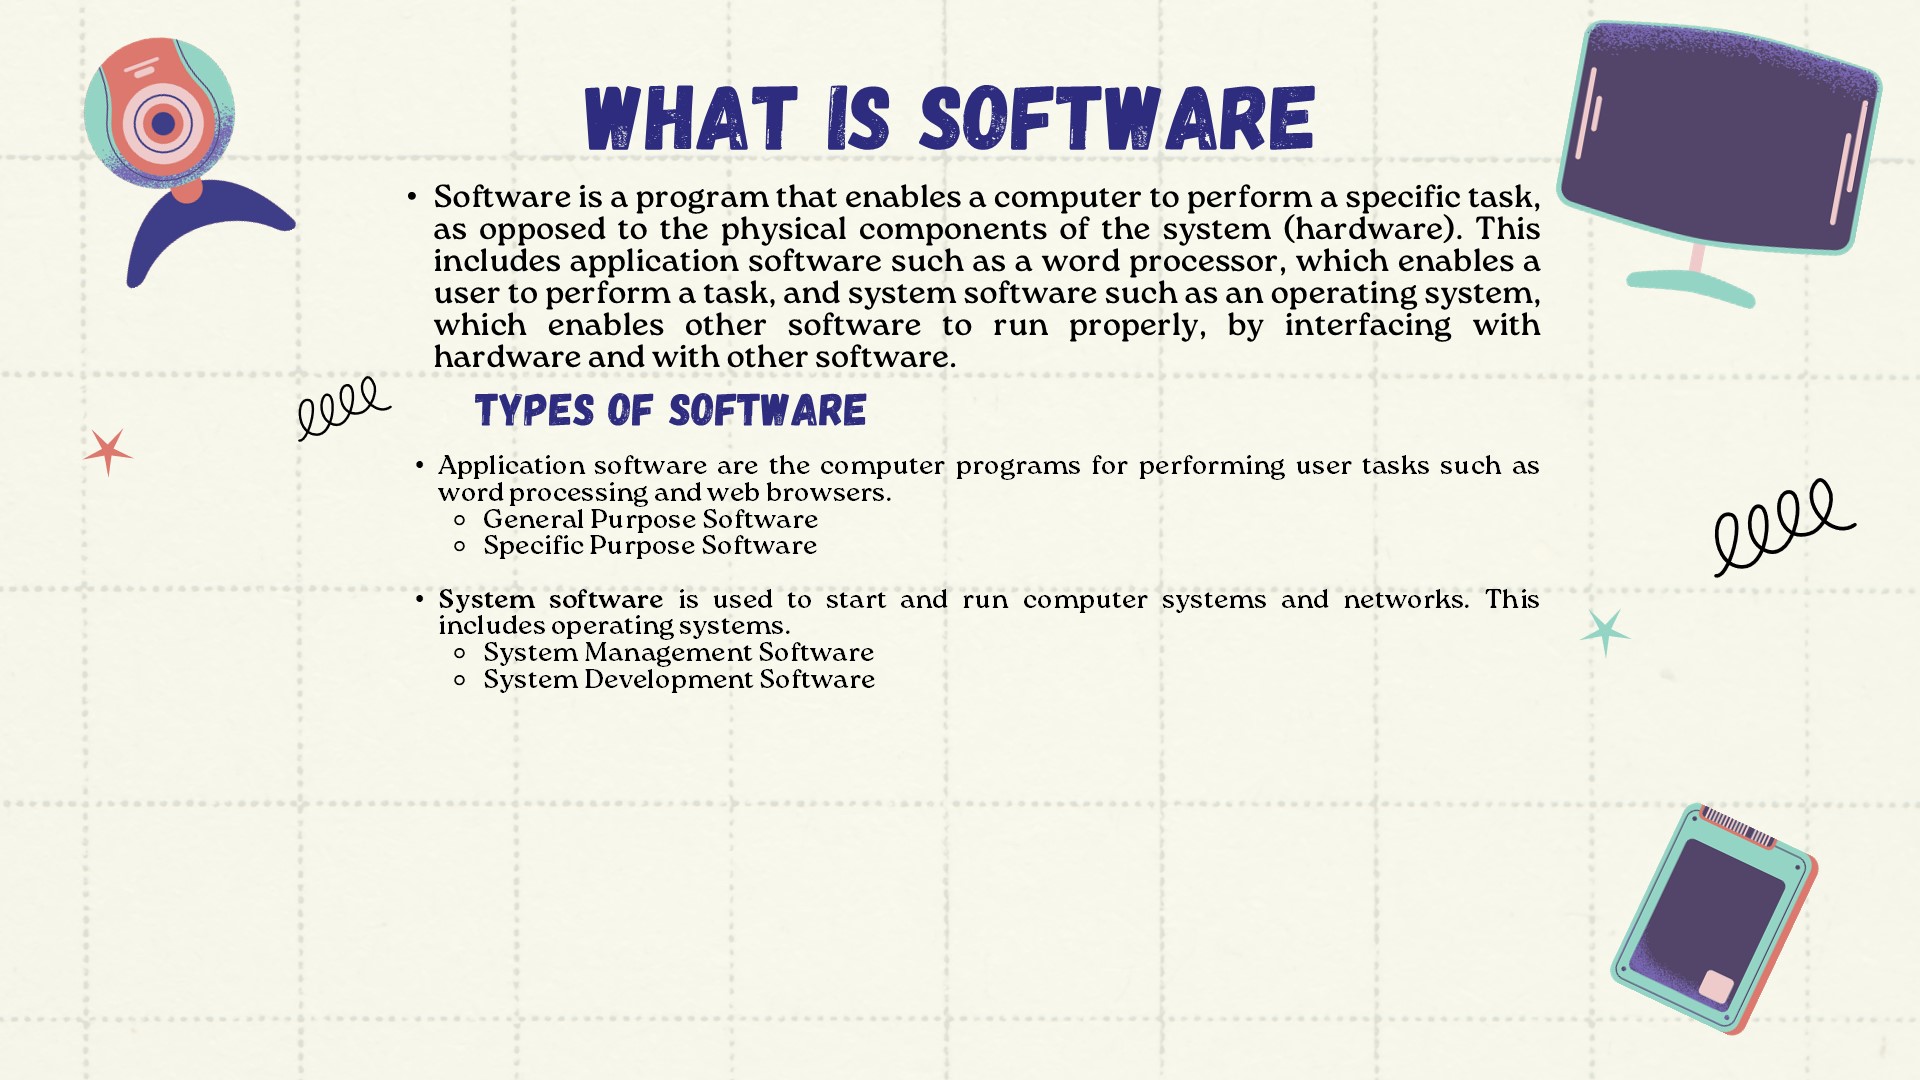 WHAT IS SOFTWARE
• Software is a program that enables a computer to perform a specific task,
as opposed to the physical components of the system (hardware). This
includes application software such as a word processor, which enables a
user to perform a task, and system software such as an operating system,
which enables other software to run properly, by interfacing with
hardware and with other software.
TYPES OF SOFTWARE
• Application software are the computer programs for performing user tasks such as
word processing and web browsers.
○ General Purpose Software
○ Specific Purpose Software
• System software is used to start and run computer systems and networks. This
includes operating systems.
○ System Management Software
○ System Development Software